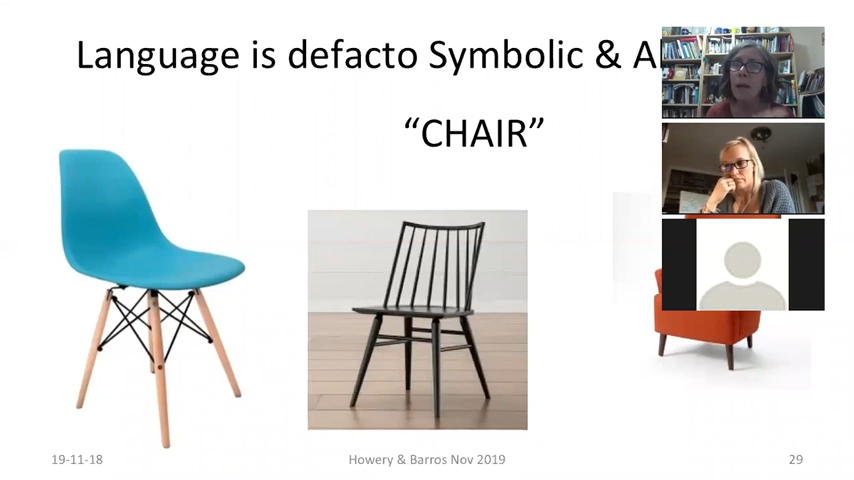 Language is defacto Symbolic & A
“CHAIR”
19-11-18
Howery & Barros Nov 2019
29